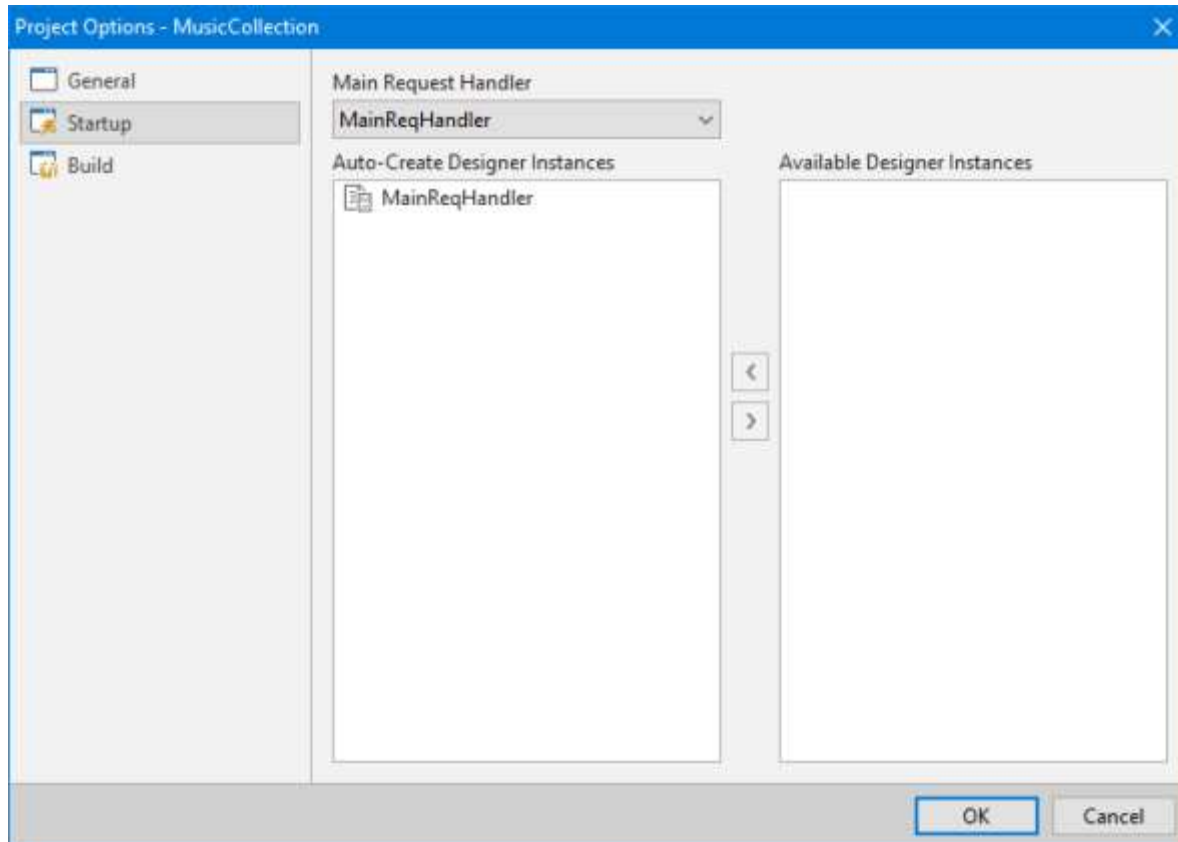 Project Options - MusicCollection
General
Startup
Build
Main Request Handler
MainReqHandler
Auto-Create Designer Instances
Available Designer Instances
MainReqHandler
OK
Cancel